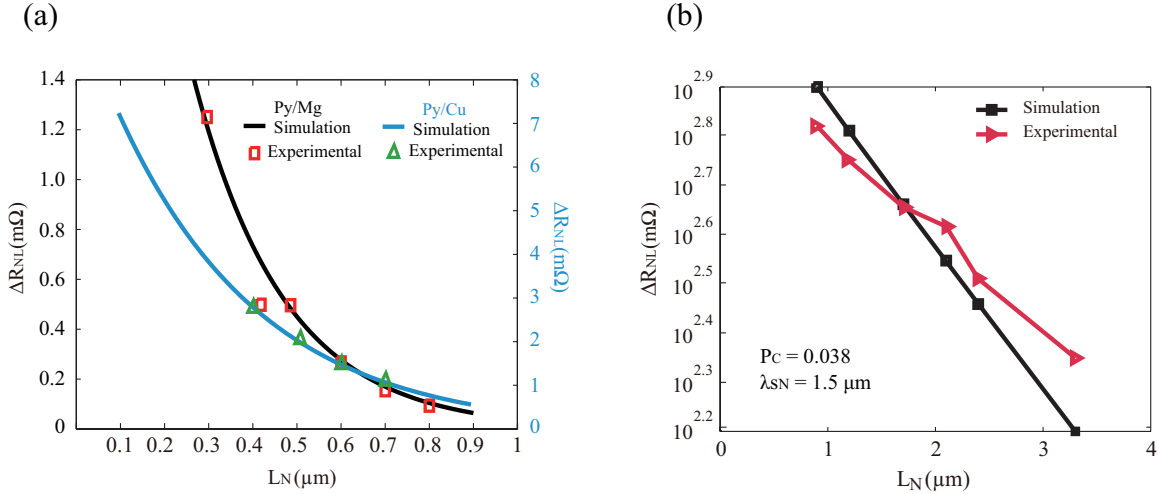 (a)
1.4
1.2
1.0
0.8
0.6
0.4
0.2
0
ΔRNL(mΩ)
Py/Mg
Simulation
Experimental
Py/Cu
Simulation
Experimental
8
7
6
5
4
3
2
1
0
ΔRNL(mΩ)
0.1 0.2 0.3 0.4 0.5 0.6 0.7 0.8 0.9 1
LN(μm)
(b)
10^2.9
10^2.8
10^2.7
10^2.6
10^2.5
10^2.4
10^2.3
10^2.2
ΔRNL(mΩ)
Simulation
Experimental
PC = 0.038
λSN = 1.5 μm
0 1 2 3 4
LN(μm)